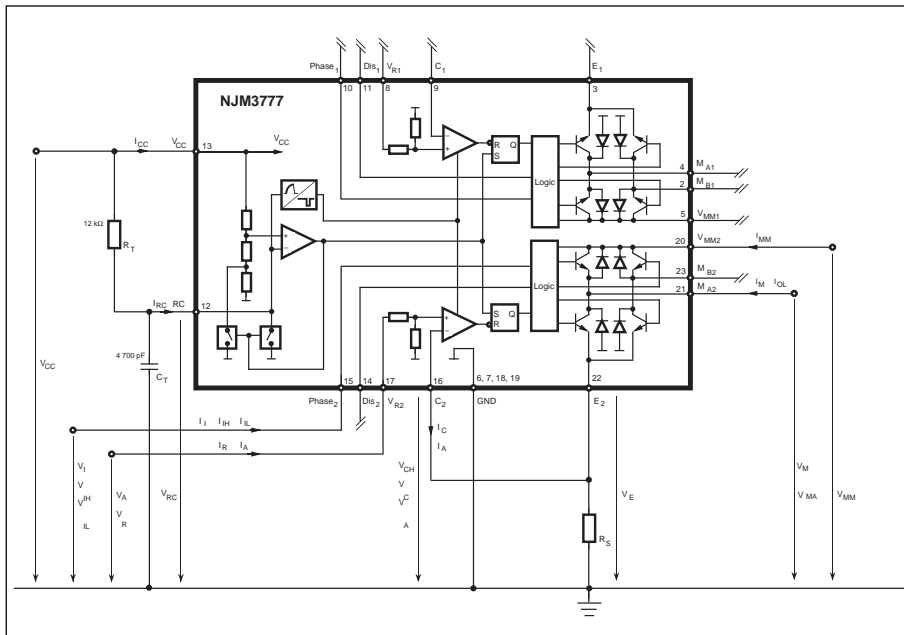 Phase1 Dis1 VR1 C1 E1
10 11 8 9 3
NJM3777
ICC VCC 13 VCC
R Q
S
Logic
4 MA1
2 MB1
5 VMM1
12 kΩ
RT
20 VMM2 IMM
23 MB2
21 MA2 IM IOL
Logic
IRC RC 12
S Q
R
+
−
4 700 pF
CT
VCC
15 14 17 16 6, 7, 18, 19 22
Phase2 Dis2 VR2 C2 GND E2
II IIH IIL
IR IA
IC
IA
VI
V
VIH
IL
VA
V
R
VRC
VCH
V
VC
A
VE
RS
VM
VMA
VMM